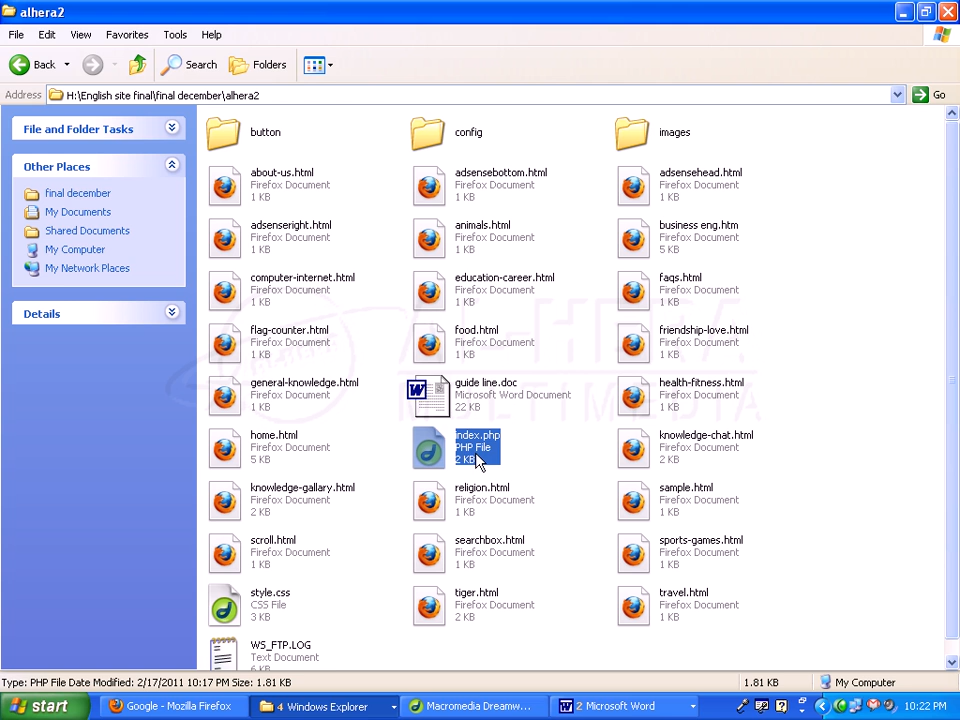 alhera2
File Edit View Favorites Tools Help
Back Search Folders
Address H:\English site final\final december\alhera2 Go
File and Folder Tasks
Other Places
final december
My Documents
Shared Documents
My Computer
My Network Places
Details
button config images
about-us.html adsensebottom.html adsensehead.html
Firefox Document Firefox Document Firefox Document
1 KB 1 KB 1 KB
adsenseright.html animals.html business eng.htm
Firefox Document Firefox Document Firefox Document
1 KB 1 KB 5 KB
computer-internet.html education-career.html faqs.html
Firefox Document Firefox Document Firefox Document
1 KB 1 KB 1 KB
flag-counter.html food.html friendship-love.html
Firefox Document Firefox Document Firefox Document
1 KB 1 KB 1 KB
general-knowledge.html guide line.doc health-fitness.html
Firefox Document Microsoft Word Document Firefox Document
1 KB 22 KB 1 KB
home.html index.php knowledge-chat.html
Firefox Document PHP File Firefox Document
5 KB 2 KB 2 KB
knowledge-gallary.html religion.html sample.html
Firefox Document Firefox Document Firefox Document
2 KB 1 KB 1 KB
scroll.html searchbox.html sports-games.html
Firefox Document Firefox Document Firefox Document
1 KB 1 KB 1 KB
style.css tiger.html travel.html
CSS File Firefox Document Firefox Document
3 KB 2 KB 1 KB
WS_FTP.LOG
Text Document
6 KB
Type: PHP File Date Modified: 2/17/2011 10:17 PM Size: 1.81 KB 1.81 KB My Computer
start Google - Mozilla Firefox 4 Windows Explorer Macromedia Dreamw... 2 Microsoft Word 10:22 PM